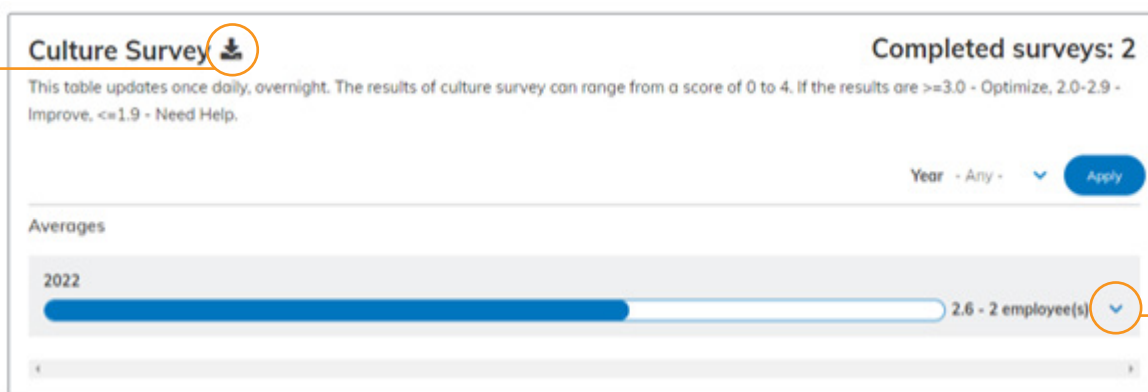 Culture Survey
Completed surveys: 2
This table updates once daily, overnight. The results of culture survey can range from a score of 0 to 4. If the results are >=3.0 - Optimize, 2.0-2.9 -
Improve, <=1.9 - Need Help.
Year - Any - Apply
Averages
2022
2.6 - 2 employee(s)